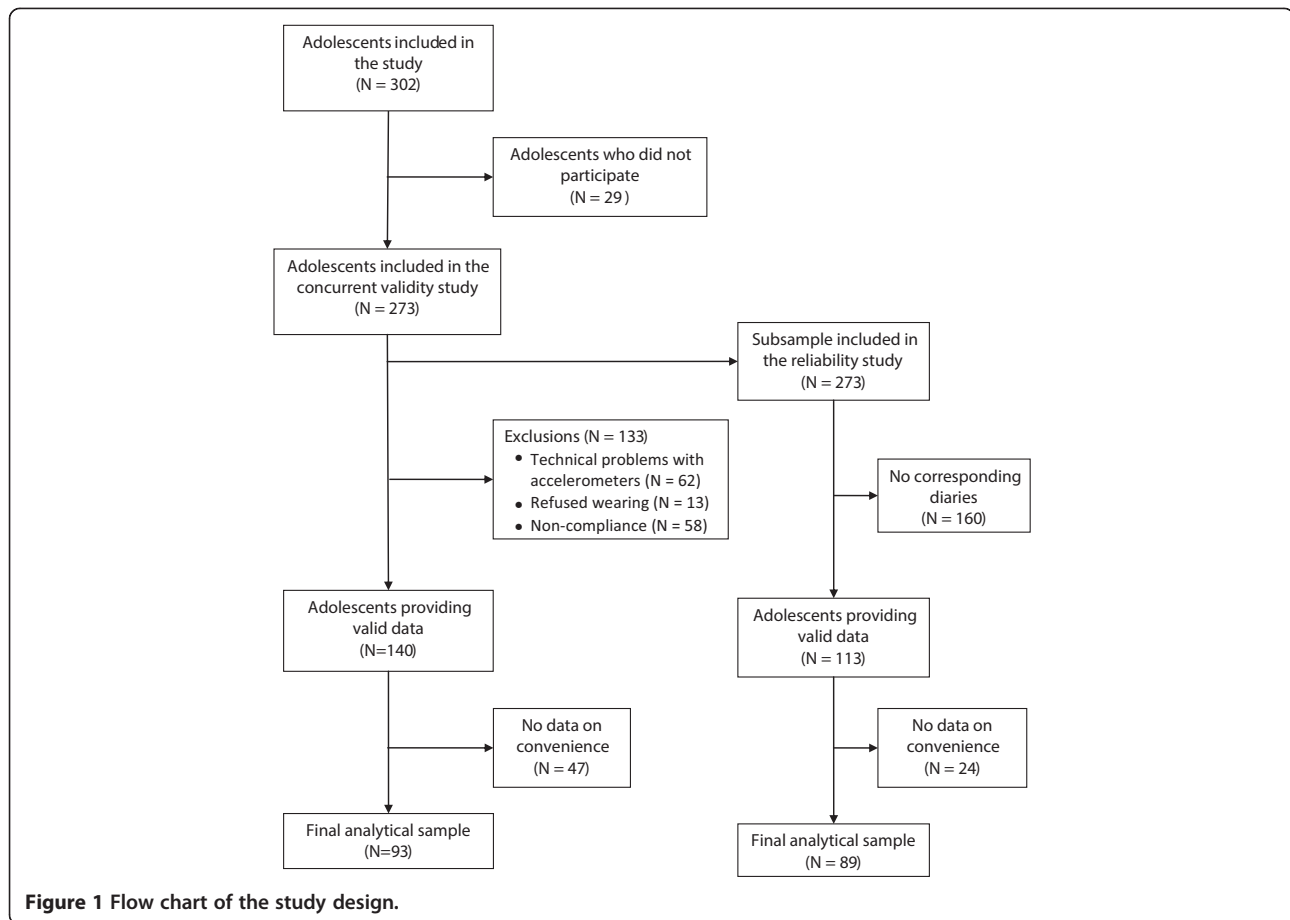 Adolescents included in
the study
(N = 302)
Adolescents who did not
participate
(N = 29 )
Adolescents included in the
concurrent validity study
(N = 273)
Subsample included in
the reliability study
(N = 273)
Exclusions (N = 133)
• Technical problems with
accelerometers (N = 62)
• Refused wearing (N = 13)
• Non-compliance (N = 58)
No corresponding
diaries
(N = 160)
Adolescents providing
valid data
(N=140)
Adolescents providing
valid data
(N = 113)
No data on
convenience
(N = 47)
No data on
convenience
(N = 24)
Final analytical sample
(N=93)
Final analytical sample
(N = 89)
Figure 1 Flow chart of the study design.